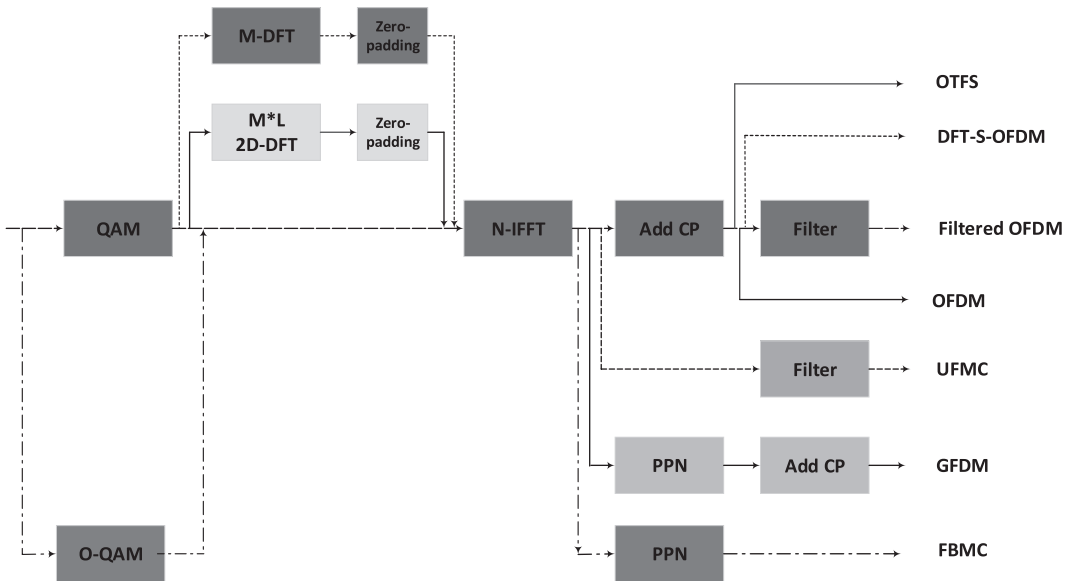 M-DFT
Zero-
padding
M*L
2D-DFT
Zero-
padding
OTFS
DFT-S-OFDM
QAM
N-IFFT
Add CP
Filter
Filtered OFDM
OFDM
Filter
UFMC
PPN
Add CP
GFDM
O-QAM
PPN
FBMC